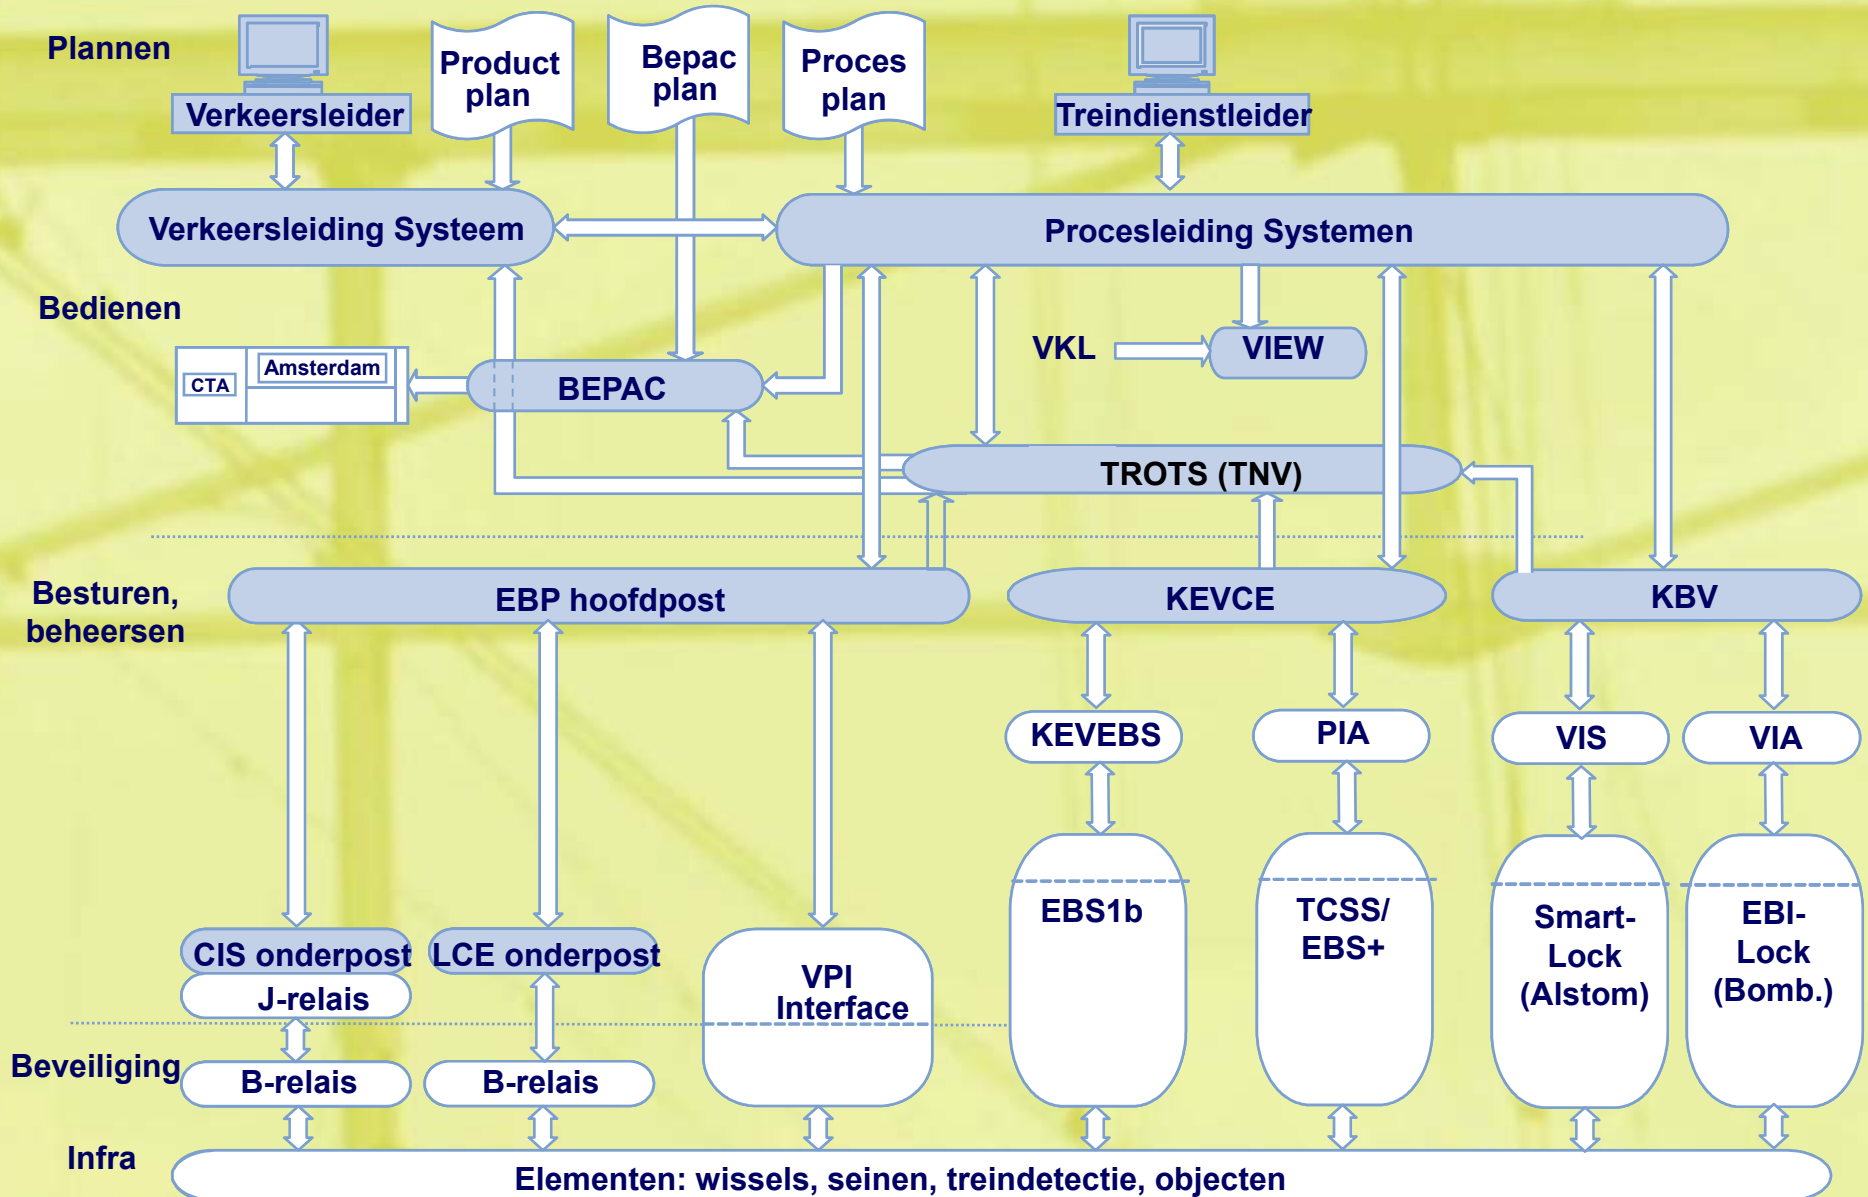 Plannen
Product
plan
Bepac
plan
Proces
plan
Verkeersleider
Treindienstleider
Verkeersleiding Systeem
Procesleiding Systemen
Bedienen
VKL
VIEW
CTA
Amsterdam
BEPAC
TROTS (TNV)
Besturen,
beheersen
EBP hoofdpost
KEVCE
KBV
KEVEBS
PIA
VIS
VIA
EBS1b
TCSS/
EBS+
Smart-
Lock
(Alstom)
EBI-
Lock
(Bomb.)
CIS onderpost
J-relais
LCE onderpost
VPI
Interface
Beveiliging
B-relais
B-relais
Infra
Elementen: wissels, seinen, treindetectie, objecten